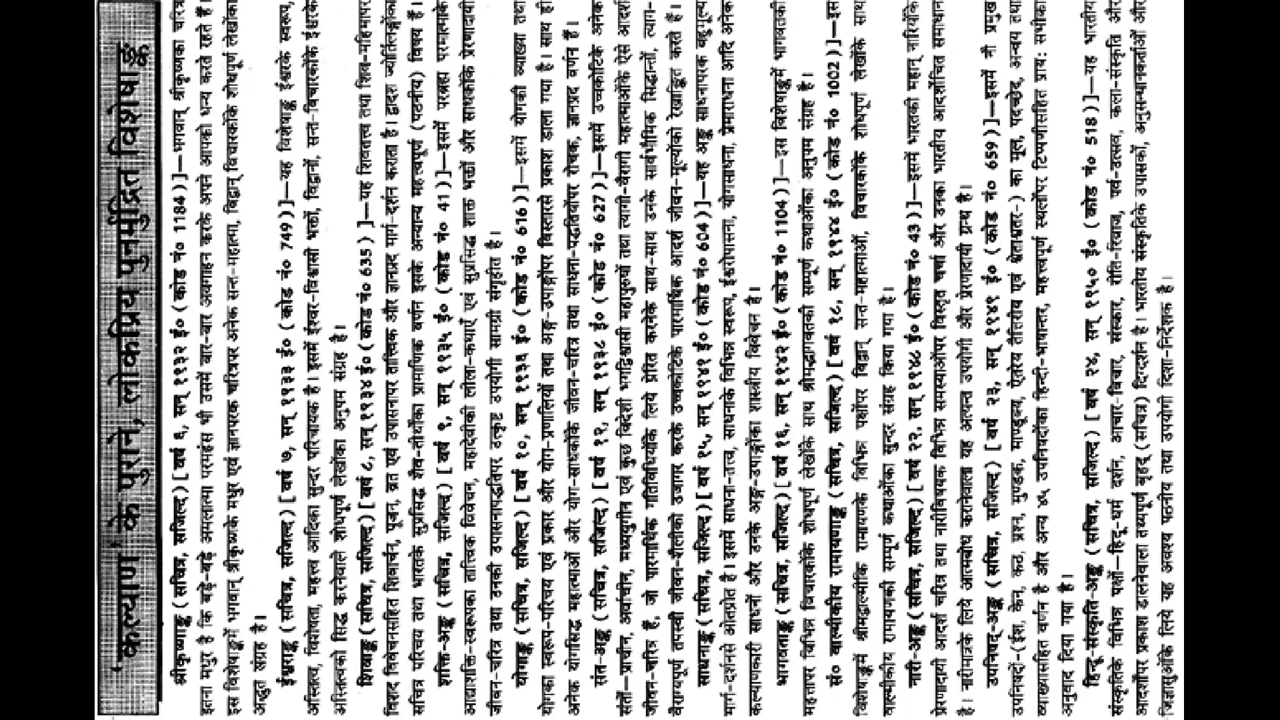 'कल्याण' के पुराने, लोकप्रिय पुनर्मुद्रित विशेषाङ्क
श्रीकृष्णाङ्क (सचित्र, सजिल्द) [ वर्ष ६, सन् १९३२ ई० ( कोड नं० 1184)]—भगवान् श्रीकृष्णका चरित्र
इतना मधुर है कि बड़े-बड़े अमलात्मा परमहंस भी उसमें बार-बार अवगाहन करके अपने आपको धन्य करते रहते हैं।
इस विशेषाङ्कमें भगवान् श्रीकृष्णके मधुर एवं ज्ञानपरक चरित्रपर अनेक सन्त-महात्मा, विद्वान् विचारकोंके शोधपूर्ण लेखोंका
अद्भुत संग्रह है।
ईश्वराङ्क (सचित्र, सजिल्द) [ वर्ष ७, सन् १९३३ ई० ( कोड नं० 749)]—यह विशेषाङ्क ईश्वरके स्वरूप,
अस्तित्व, विशेषता, महत्त्व आदिका सुन्दर परिचायक है। इसमें ईश्वर-विश्वासी भक्तों, विद्वानों, सन्त-विचारकोंके ईश्वरके
अस्तित्वको सिद्ध करनेवाले शोधपूर्ण लेखोंका अनुपम संग्रह है।
शिवाङ्क (सचित्र, सजिल्द) [ वर्ष ८, सन् १९३४ ई० ( कोड नं० 635) ]—यह शिवतत्त्व तथा शिव-महिमापर
विशद विवेचनसहित शिवार्चन, पूजन, व्रत एवं उपासनापर तात्त्विक और ज्ञानप्रद मार्ग-दर्शन कराता है। द्वादश ज्योतिर्लिङ्गोंका
सचित्र परिचय तथा भारतके सुप्रसिद्ध शैव-तीर्थोंका प्रामाणिक वर्णन इसके अन्यान्य महत्त्वपूर्ण (पठनीय) विषय हैं।
शक्ति-अङ्क (सचित्र, सजिल्द) [ वर्ष ९, सन् १९३५ ई० ( कोड नं० 41)]—इसमें परब्रह्म परमात्माके
आद्याशक्ति-स्वरूपका तात्त्विक विवेचन, महादेवीकी लीला-कथाएँ एवं सुप्रसिद्ध शाक्त भक्तों और साधकोंके प्रेरणादायी
जीवन-चरित्र तथा उनकी उपासनापद्धतिपर उत्कृष्ट उपयोगी सामग्री संगृहीत है।
योगाङ्क (सचित्र, सजिल्द) [ वर्ष १०, सन् १९३६ ई० ( कोड नं० 616)]—इसमें योगकी व्याख्या तथा
योगका स्वरूप-परिचय एवं प्रकार और योग-प्रणालियों तथा अङ्ग-उपाङ्गोंपर विस्तारसे प्रकाश डाला गया है। साथ ही
अनेक योगसिद्ध महात्माओं और योग-साधकोंके जीवन-चरित्र तथा साधना-पद्धतियोंपर रोचक, ज्ञानप्रद वर्णन हैं।
संत-अङ्क (सचित्र, सजिल्द) [ वर्ष १२, सन् १९३८ ई० ( कोड नं० 627)]—इसमें उच्चकोटिके अनेक
संतों—प्राचीन, अर्वाचीन, मध्ययुगीन एवं कुछ विदेशी भगवद्विश्वासी महापुरुषों तथा त्यागी-वैरागी महात्माओंके ऐसे आदर्श
जीवन-चरित्र हैं, जो पारमार्थिक गतिविधियोंके लिये प्रेरित करनेके साथ-साथ उनके सार्वभौमिक सिद्धान्तों, त्याग-
वैराग्यपूर्ण तपस्वी जीवन-शैलीको उजागर करके उच्चकोटिके पारमार्थिक आदर्श जीवन-मूल्योंको रेखाङ्कित करते हैं।
साधनाङ्क (सचित्र, सजिल्द) [ वर्ष १५, सन् १९४१ ई० ( कोड नं० 604)]—यह अङ्क साधनापरक बहुमूल्य
मार्ग-दर्शनसे ओतप्रोत है। इसमें साधना-तत्त्व, साधनाके विभिन्न स्वरूप, ईश्वरोपासना, योगसाधना, प्रेमाराधना आदि अनेक
कल्याणकारी साधनों और उनके अङ्ग-उपाङ्गोंका शास्त्रीय विवेचन है।
भागवताङ्क (सचित्र, सजिल्द) [ वर्ष १६, सन् १९४२ ई० ( कोड नं० 1104)]—इस विशेषाङ्कमें भागवतकी
महत्तापर विभिन्न विचारकोंके शोधपूर्ण लेखोंके साथ श्रीमद्भागवतकी सम्पूर्ण कथाओंका अनुपम संग्रह है।
सं० वाल्मीकीय रामायणाङ्क (सचित्र, सजिल्द) [ वर्ष १८, सन् १९४४ ई० ( कोड नं० 1002)]—इस
विशेषाङ्कमें श्रीमद्वाल्मीकि रामायणके विभिन्न पक्षोंपर विद्वान् सन्त-महात्माओं, विचारकोंके शोधपूर्ण लेखोंके साथ
वाल्मीकीय रामायणकी सम्पूर्ण कथाओंका सुन्दर संग्रह किया गया है।
नारी-अङ्क (सचित्र, सजिल्द) [ वर्ष २२, सन् १९४८ ई० ( कोड नं० 43)]—इसमें भारतकी महान् नारियोंके
प्रेरणादायी आदर्श चरित्र तथा नारीविषयक विभिन्न समस्याओंपर विस्तृत चर्चा और उनका भारतीय आदर्शोचित समाधान
है। नारीमात्रके लिये आत्मबोध करानेवाला यह अत्यन्त उपयोगी और प्रेरणादायी ग्रन्थ है।
उपनिषद्-अङ्क (सचित्र, सजिल्द) [ वर्ष २३, सन् १९४९ ई० ( कोड नं० 659)]—इसमें नौ प्रमुख
उपनिषदों-(ईश, केन, कठ, प्रश्न, मुण्डक, माण्डूक्य, ऐतरेय तैत्तिरीय एवं श्वेताश्वतर-) का मूल, पदच्छेद, अन्वय तथा
व्याख्यासहित वर्णन है और अन्य ४५ उपनिषदोंका हिन्दी-भाषान्तर, महत्त्वपूर्ण स्थलोंपर टिप्पणीसहित प्राय: सभीका
अनुवाद दिया गया है।
हिन्दू-संस्कृति-अङ्क (सचित्र, सजिल्द) [ वर्ष २४, सन् १९५० ई० ( कोड नं० 518)]—यह भारतीय
संस्कृतिके विभिन्न पक्षों—हिन्दू-धर्म दर्शन, आचार-विचार, संस्कार, रीति-रिवाज, पर्व-उत्सव, कला-संस्कृति और
आदर्शोंपर प्रकाश डालनेवाला तथ्यपूर्ण बृहद् (सचित्र) दिग्दर्शन है। भारतीय संस्कृतिके उपासकों, अनुसन्धानकर्ताओं और
जिज्ञासुओंके लिये यह अवश्य पठनीय तथा उपयोगी दिशा-निर्देशक है।